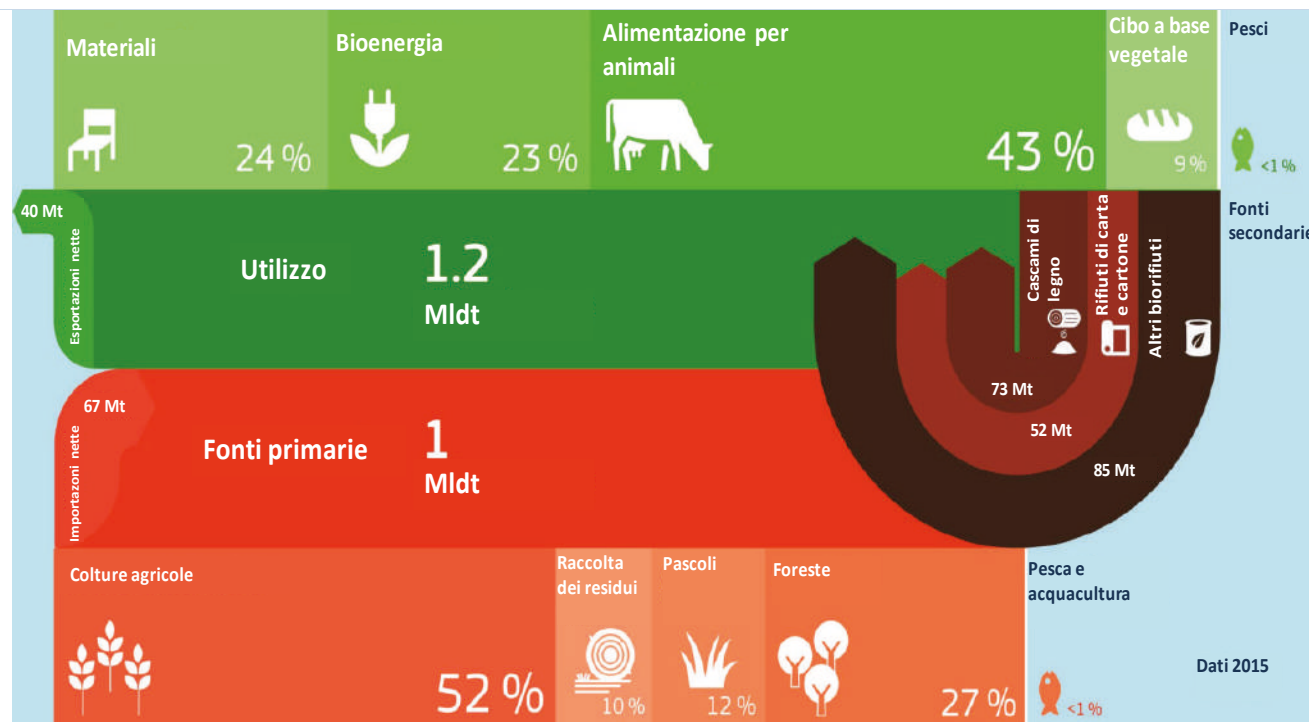 Materiali
24 %
Bioenergia
23 %
Alimentazione per
animali
43 %
Cibo a base
vegetale
9 %
Pesci
<1 %
40 Mt
Esportazioni nette
Utilizzo
1.2
Mldt
Cascami di
legno
Rifiuti di carta
e cartone
Altri biorifiuti
Fonti
secondarie
73 Mt
52 Mt
85 Mt
67 Mt
Importazoni nette
Fonti primarie
1
Mldt
Colture agricole
52 %
Raccolta
dei residui
10 %
Pascoli
12 %
Foreste
27 %
Pesca e
acquacultura
<1 %
Dati 2015